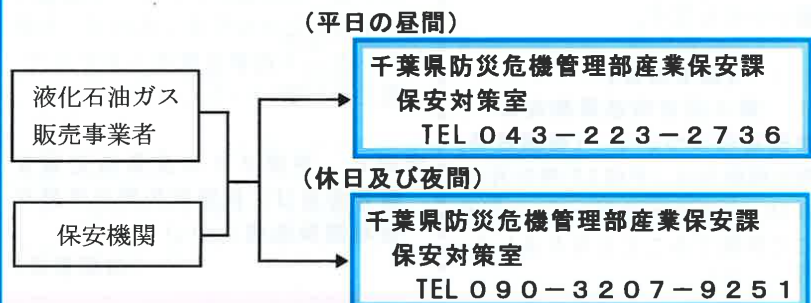 (平日の昼間)
液化石油ガス
販売事業者
保安機関
千葉県防災危機管理部産業保安課
保安対策室
TEL 043-223-2736
(休日及び夜間)
千葉県防災危機管理部産業保安課
保安対策室
TEL 090-3207-9251